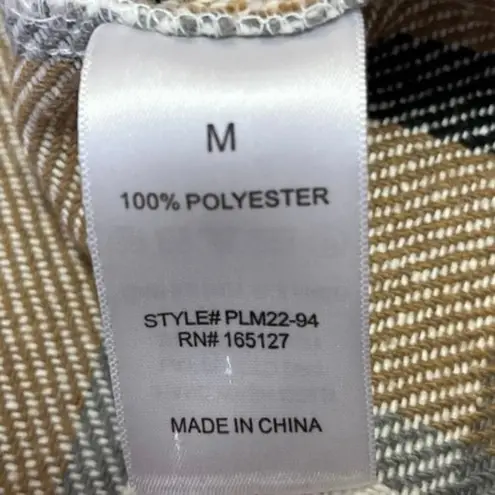 M
100% POLYESTER
STYLE# PLM22-94
RN# 165127
MADE IN CHINA